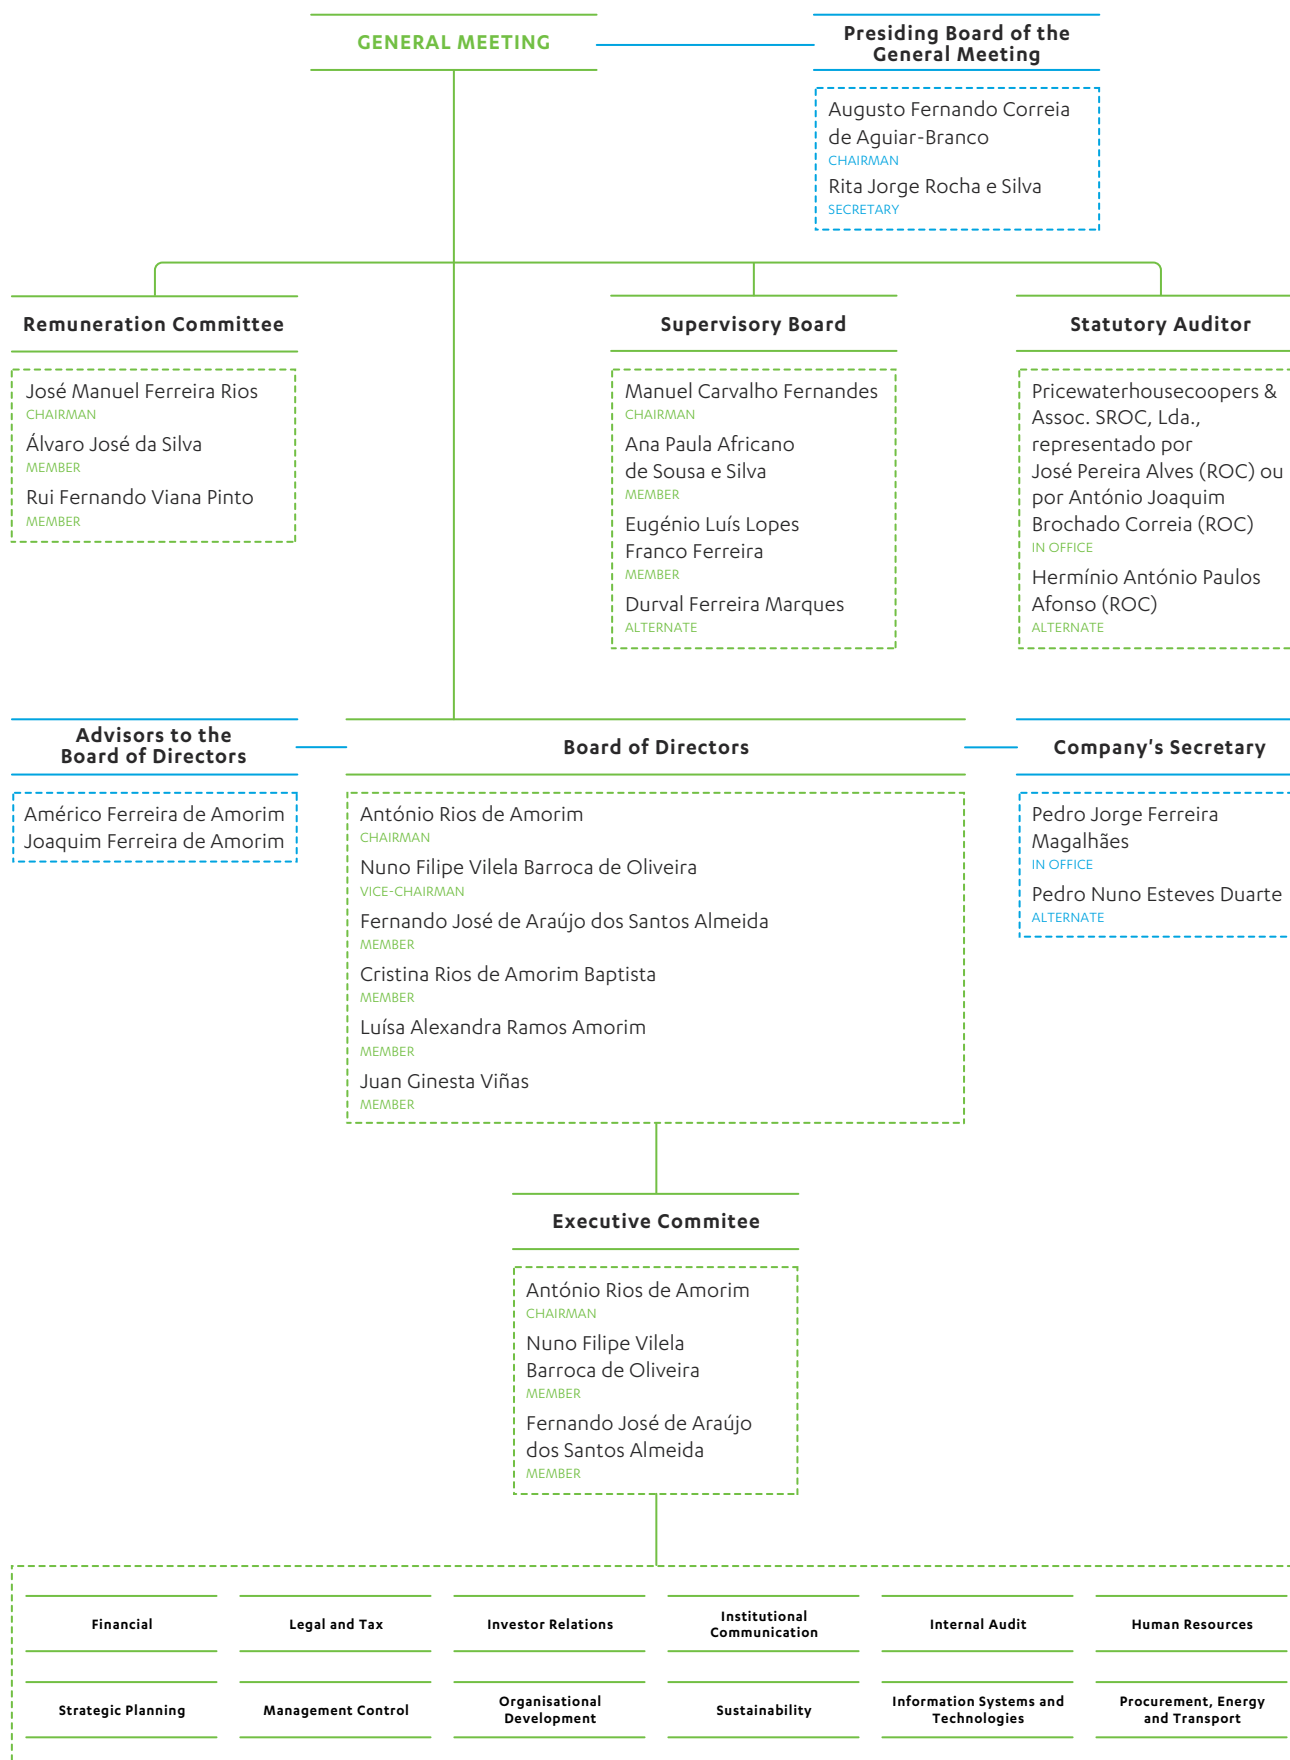 GENERAL MEETING
Presiding Board of the
General Meeting
Augusto Fernando Correia
de Aguiar-Branco
CHAIRMAN
Rita Jorge Rocha e Silva
SECRETARY
Remuneration Committee
José Manuel Ferreira Rios
CHAIRMAN
Álvaro José da Silva
MEMBER
Rui Fernando Viana Pinto
MEMBER
Supervisory Board
Manuel Carvalho Fernandes
CHAIRMAN
Ana Paula Africano
de Sousa e Silva
MEMBER
Eugénio Luís Lopes
Franco Ferreira
MEMBER
Durval Ferreira Marques
ALTERNATE
Statutory Auditor
Pricewaterhousecoopers &
Assoc. SROC, Lda.,
representado por
José Pereira Alves (ROC) ou
por António Joaquim
Brochado Correia (ROC)
IN OFFICE
Hermínio António Paulos
Afonso (ROC)
ALTERNATE
Advisors to the
Board of Directors
Américo Ferreira de Amorim
Joaquim Ferreira de Amorim
Board of Directors
António Rios de Amorim
CHAIRMAN
Nuno Filipe Vilela Barroca de Oliveira
VICE-CHAIRMAN
Fernando José de Araújo dos Santos Almeida
MEMBER
Cristina Rios de Amorim Baptista
MEMBER
Luísa Alexandra Ramos Amorim
MEMBER
Juan Ginesta Viñas
MEMBER
Company's Secretary
Pedro Jorge Ferreira
Magalhães
IN OFFICE
Pedro Nuno Esteves Duarte
ALTERNATE
Executive Commitee
António Rios de Amorim
CHAIRMAN
Nuno Filipe Vilela
Barroca de Oliveira
MEMBER
Fernando José de Araújo
dos Santos Almeida
MEMBER
Financial
Legal and Tax
Investor Relations
Institutional
Communication
Internal Audit
Human Resources
Strategic Planning
Management Control
Organisational
Development
Sustainability
Information Systems and
Technologies
Procurement, Energy
and Transport